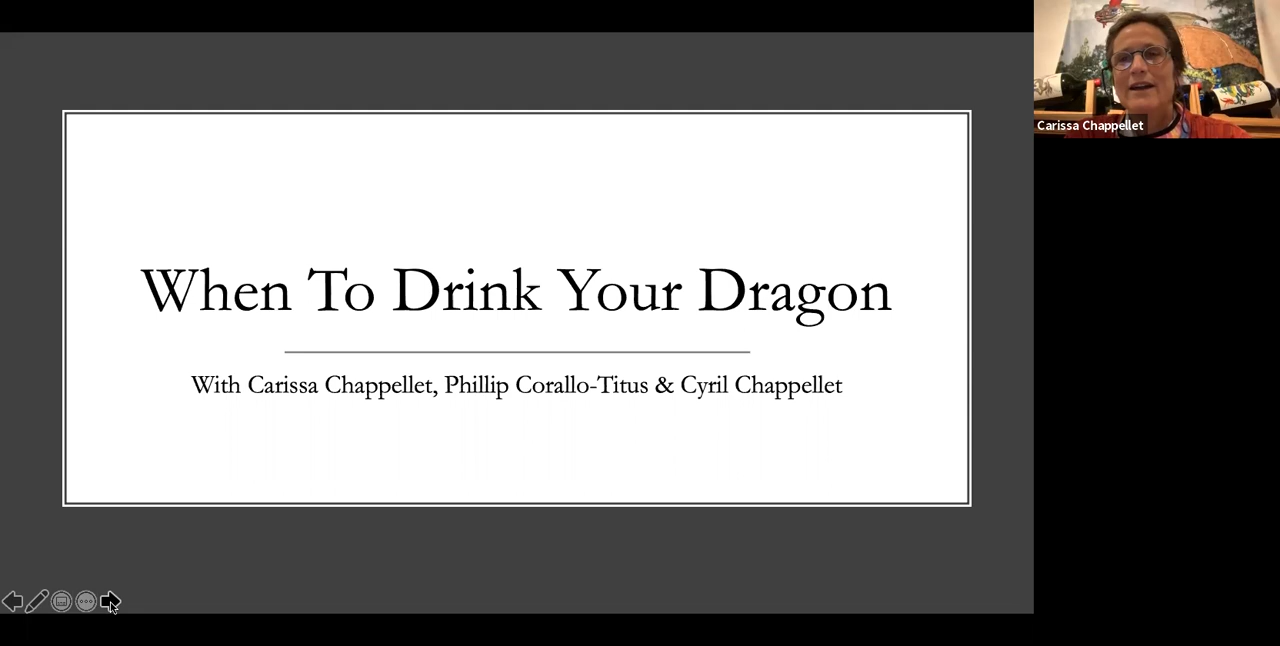 When To Drink Your Dragon
With Carissa Chappellet, Phillip Corallo-Titus & Cyril Chappellet
Carissa Chappellet